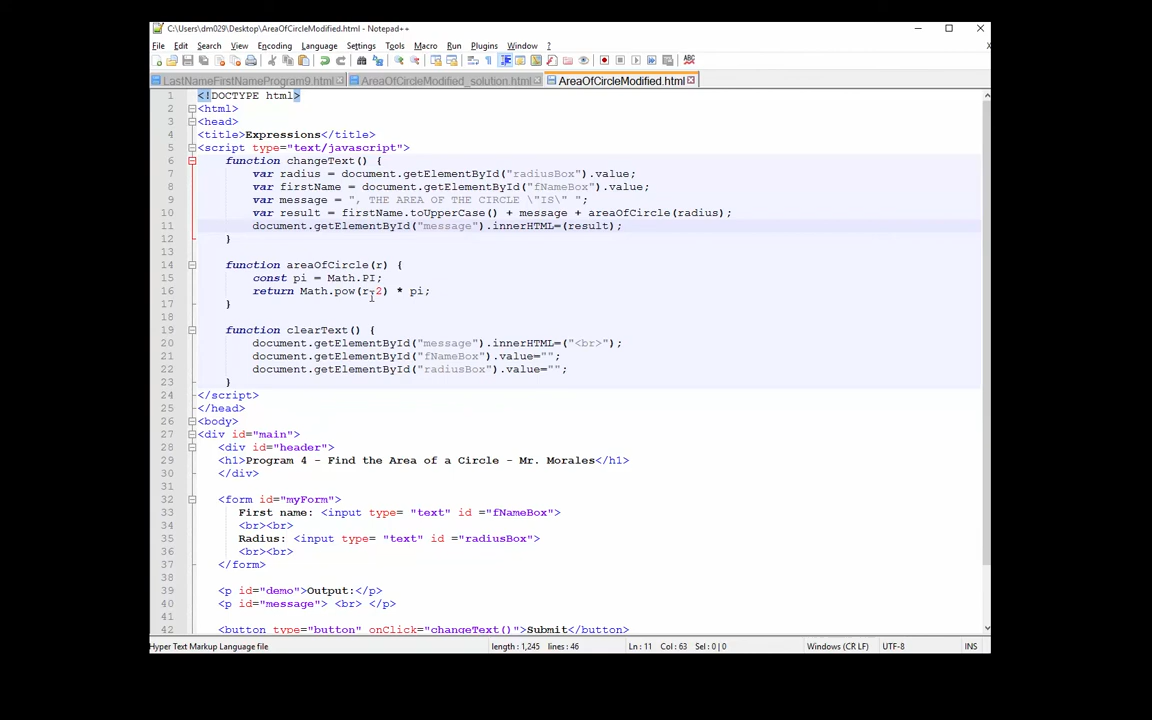 C:\Users\dm029\Desktop\AreaOfCircleModified.html - Notepad++
File Edit Search View Encoding Language Settings Tools Macro Run Plugins Window ?
LastNameFirstNameProgram9.html AreaOfCircleModified_solution.html AreaOfCircleModified.html
1 <!DOCTYPE html>
2 <html>
3 <head>
4 <title>Expressions</title>
5 <script type="text/javascript">
6 function changeText() {
7 var radius = document.getElementById("radiusBox").value;
8 var firstName = document.getElementById("fNameBox").value;
9 var message = ", THE AREA OF THE CIRCLE \"IS\" ";
10 var result = firstName.toUpperCase() + message + areaOfCircle(radius);
11 document.getElementById("message").innerHTML=(result);
12 }
13
14 function areaOfCircle(r) {
15 const pi = Math.PI;
16 return Math.pow(r,2) * pi;
17 }
18
19 function clearText() {
20 document.getElementById("message").innerHTML=("<br>");
21 document.getElementById("fNameBox").value="";
22 document.getElementById("radiusBox").value="";
23 }
24 </script>
25 </head>
26 <body>
27 <div id="main">
28 <div id="header">
29 <h1>Program 4 - Find the Area of a Circle - Mr. Morales</h1>
30 </div>
31
32 <form id="myForm">
33 First name: <input type= "text" id ="fNameBox">
34 <br><br>
35 Radius: <input type= "text" id ="radiusBox">
36 <br><br>
37 </form>
38
39 <p id="demo">Output:</p>
40 <p id="message"> <br> </p>
41
42 <button type="button" onClick="changeText()">Submit</button>
Hyper Text Markup Language file length : 1,245 lines : 46 Ln : 11 Col : 63 Sel : 0 | 0 Windows (CR LF) UTF-8 INS